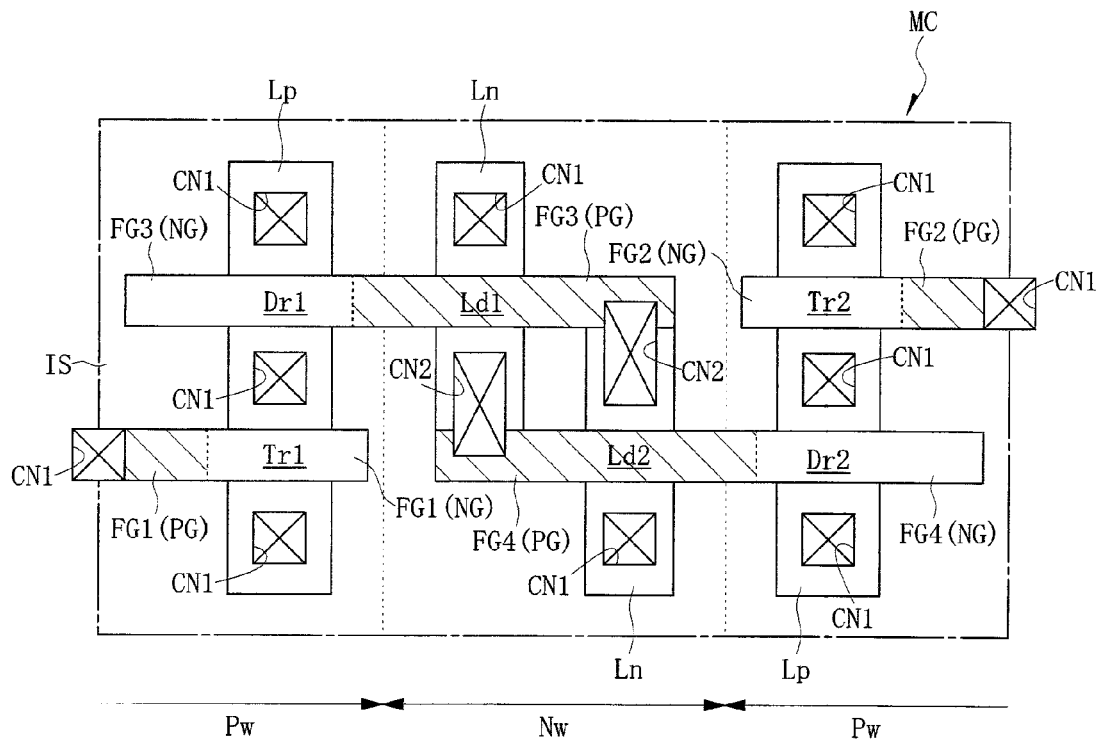 MC
Lp
Ln
CN1
CN1
CN1
FG3(NG)
FG3(PG)
FG2(NG)
FG2(PG)
Dr1
Ld1
Tr2
CN1
IS
CN1
CN2
CN2
CN1
CN1
Tr1
Ld2
Dr2
FG1(PG)
FG1(NG)
FG4(PG)
FG4(NG)
CN1
CN1
CN1
Ln
Lp
Pw
Nw
Pw